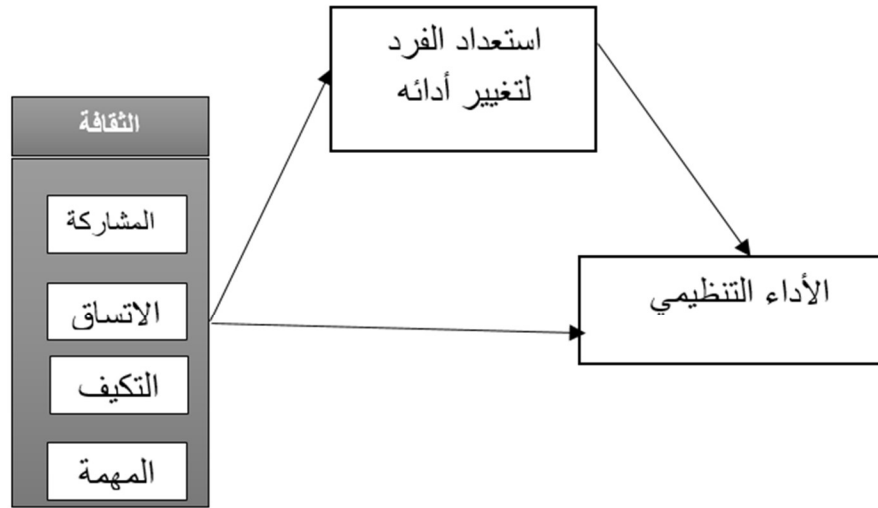 استعداد الفرد
لتغيير أدائه
الثقافة
المشاركة
الاتساق
التكيف
المهمة
الأداء التنظيمي